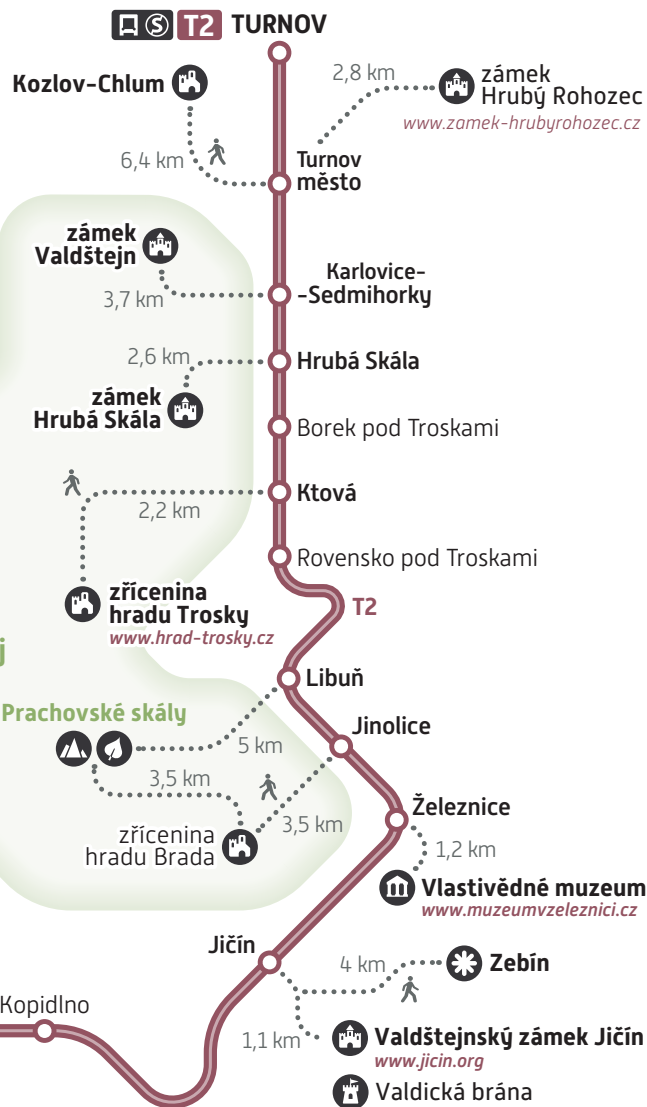 T2 TURNOV
Kozlov-Chlum
2,8 km
zámek
Hrubý Rohozec
www.zamek-hrubyrohozec.cz
6,4 km
Turnov
město
zámek
Valdštejn
3,7 km
Karlovice-
-Sedmihorky
2,6 km
Hrubá Skála
zámek
Hrubá Skála
Borek pod Troskami
Ktová
2,2 km
Rovensko pod Troskami
zřícenina
hradu Trosky
www.hrad-trosky.cz
T2
j
Libuň
Prachovské skály
5 km
Jinolice
3,5 km
Železnice
3,5 km
zřícenina
hradu Brada
1,2 km
Vlastivědné muzeum
www.muzeumvzeleznici.cz
Jičín
4 km
Zebín
Kopidlno
1,1 km
Valdštejnský zámek Jičín
www.jicin.org
Valdická brána